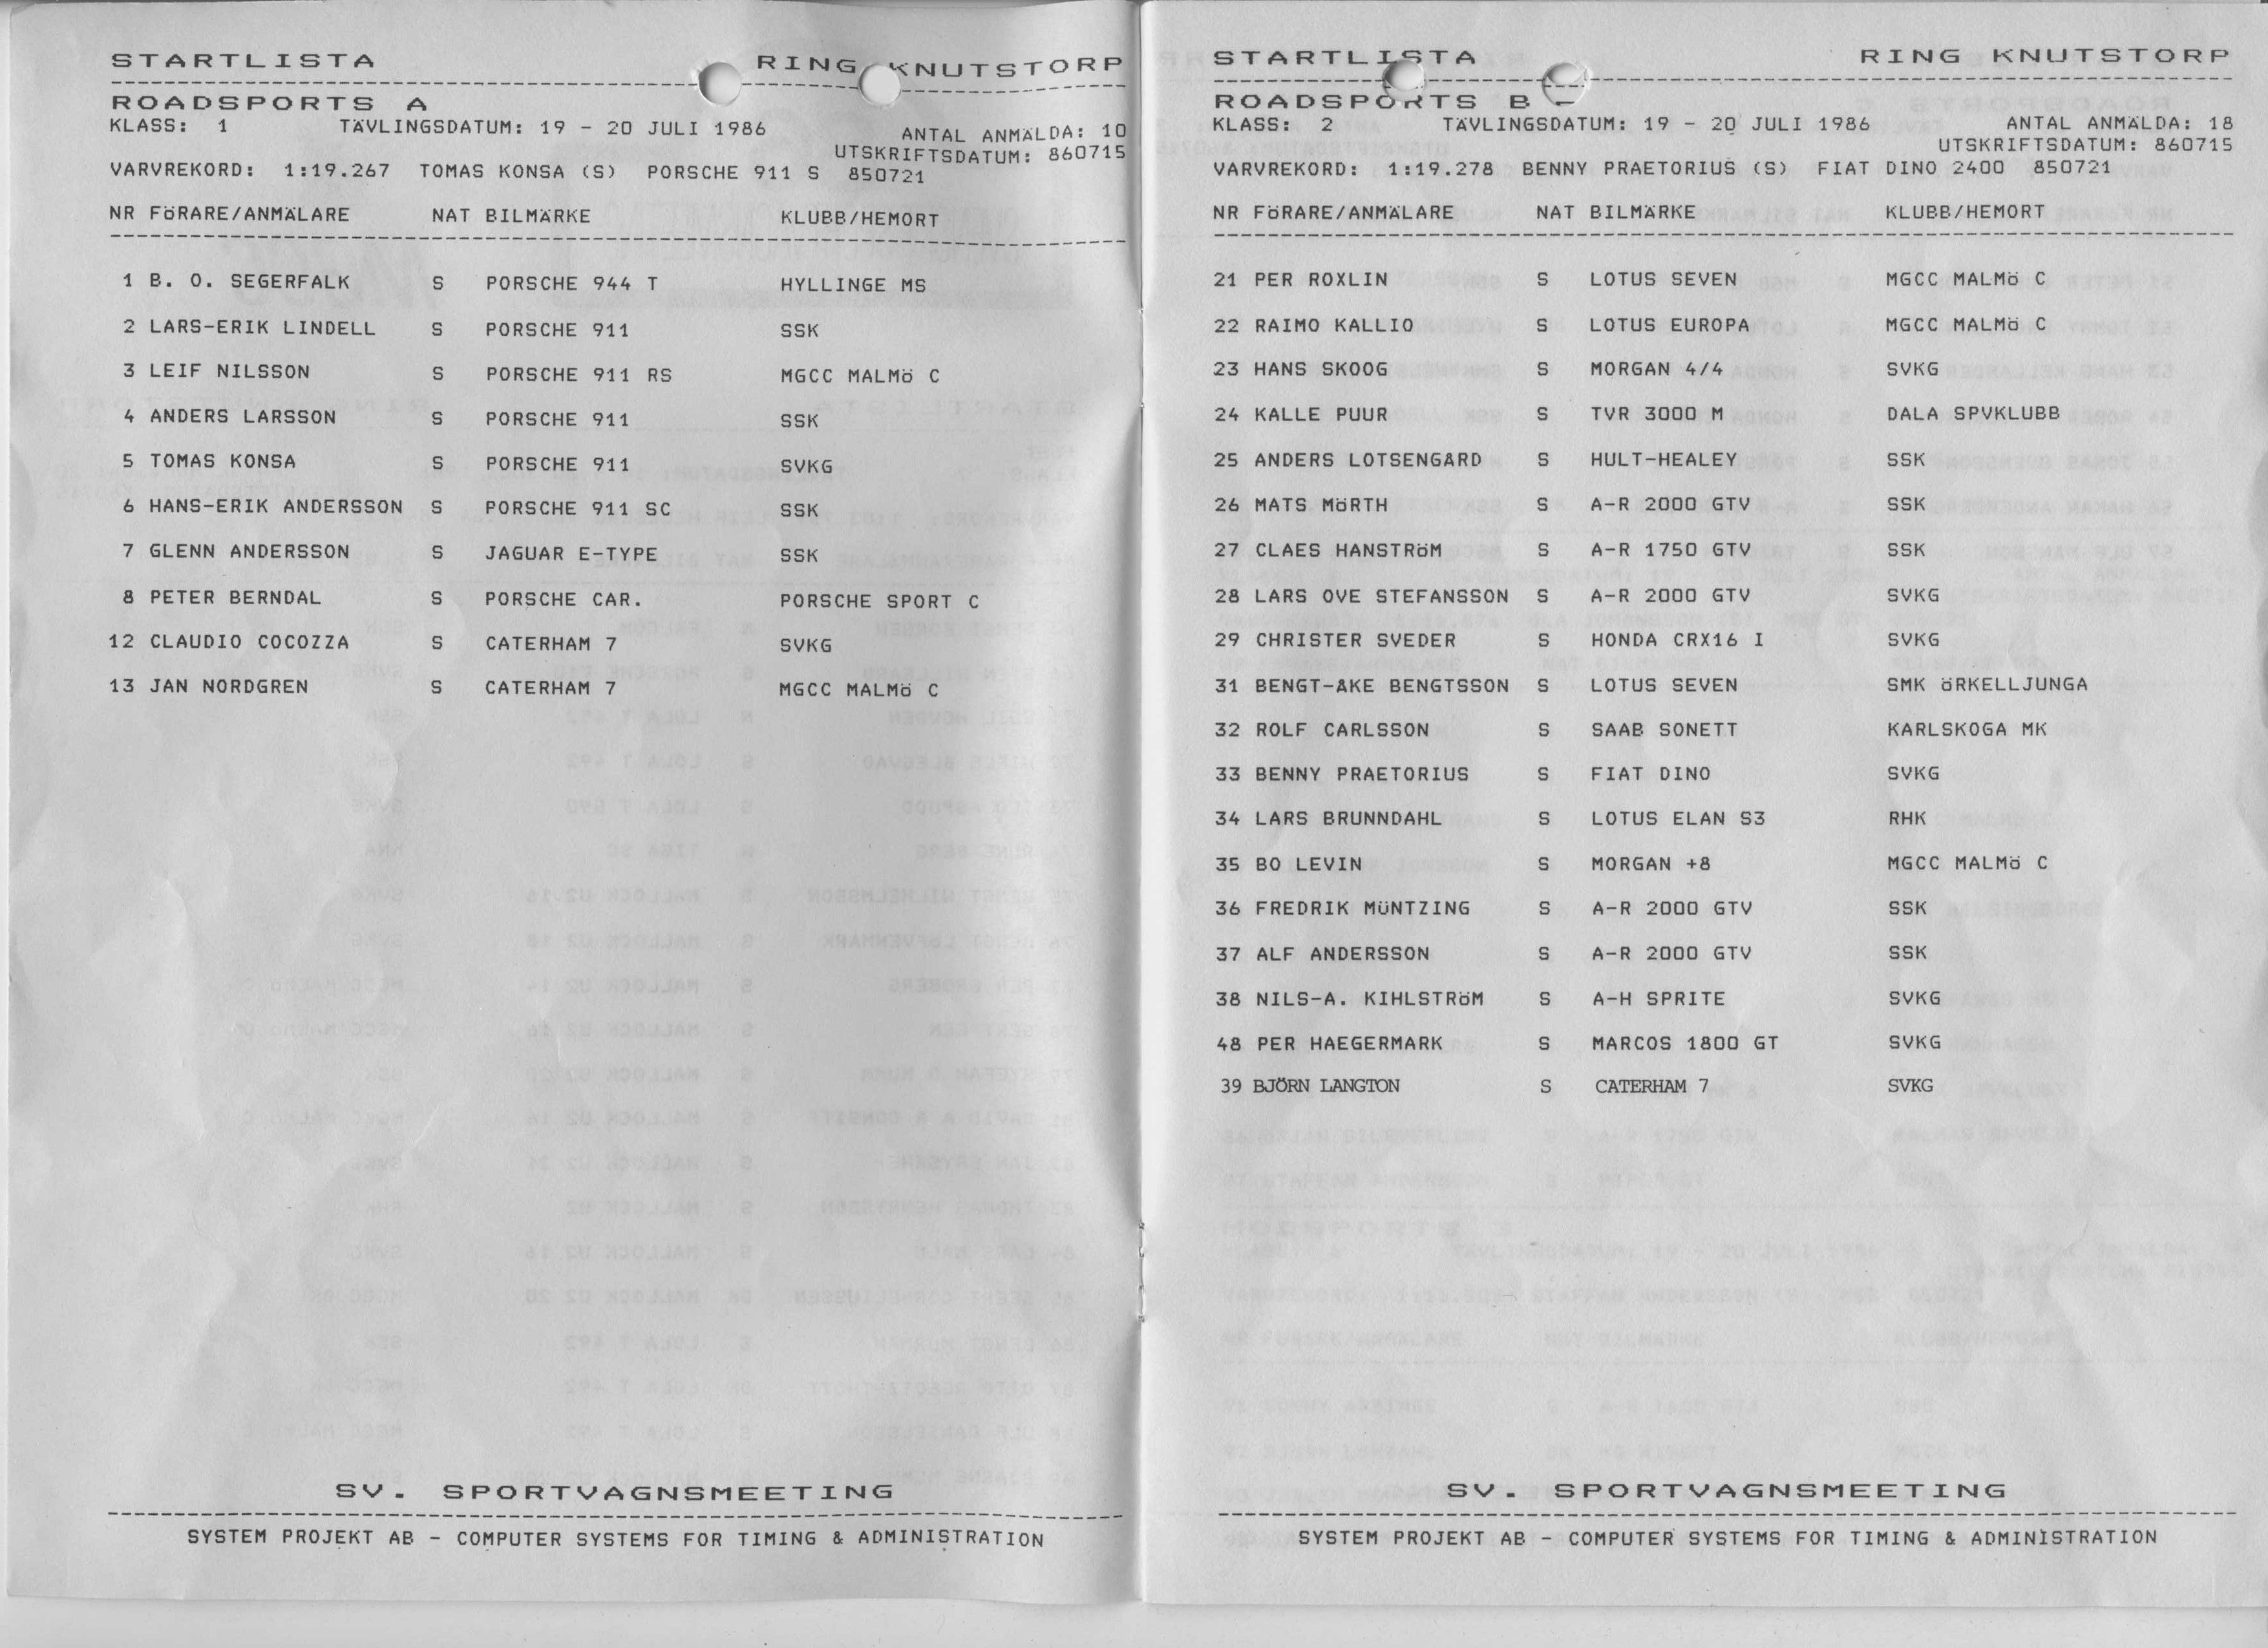 STARTLISTA RING KNUTSTORP
ROADSPORTS A
KLASS: 1 TÄVLINGSDATUM: 19 - 20 JULI 1986 ANTAL ANMÄLDA: 10
UTSKRIFTSDATUM: 860715
VARVREKORD: 1:19.267 TOMAS KONSA (S) PORSCHE 911 S 850721
NR FÖRARE/ANMÄLARE NAT BILMÄRKE KLUBB/HEMORT
1 B. O. SEGERFALK S PORSCHE 944 T HYLLINGE MS
2 LARS-ERIK LINDELL S PORSCHE 911 SSK
3 LEIF NILSSON S PORSCHE 911 RS MGCC MALMÖ C
4 ANDERS LARSSON S PORSCHE 911 SSK
5 TOMAS KONSA S PORSCHE 911 SVKG
6 HANS-ERIK ANDERSSON S PORSCHE 911 SC SSK
7 GLENN ANDERSSON S JAGUAR E-TYPE SSK
8 PETER BERNDAL S PORSCHE CAR. PORSCHE SPORT C
12 CLAUDIO COCOZZA S CATERHAM 7 SVKG
13 JAN NORDGREN S CATERHAM 7 MGCC MALMÖ C
SV. SPORTVAGNSMEETING
SYSTEM PROJEKT AB - COMPUTER SYSTEMS FOR TIMING & ADMINISTRATION
STARTLISTA RING KNUTSTORP
ROADSPORTS B
KLASS: 2 TÄVLINGSDATUM: 19 - 20 JULI 1986 ANTAL ANMÄLDA: 18
UTSKRIFTSDATUM: 860715
VARVREKORD: 1:19.278 BENNY PRAETORIUS (S) FIAT DINO 2400 850721
NR FÖRARE/ANMÄLARE NAT BILMÄRKE KLUBB/HEMORT
21 PER ROXLIN S LOTUS SEVEN MGCC MALMÖ C
22 RAIMO KALLIO S LOTUS EUROPA MGCC MALMÖ C
23 HANS SKOOG S MORGAN 4/4 SVKG
24 KALLE PUUR S TVR 3000 M DALA SPVKLUBB
25 ANDERS LOTSENGÅRD S HULT-HEALEY SSK
26 MATS MÖRTH S A-R 2000 GTV SSK
27 CLAES HANSTRÖM S A-R 1750 GTV SSK
28 LARS OVE STEFANSSON S A-R 2000 GTV SVKG
29 CHRISTER SVEDER S HONDA CRX16 I SVKG
31 BENGT-ÅKE BENGTSSON S LOTUS SEVEN SMK ÖRKELLJUNGA
32 ROLF CARLSSON S SAAB SONETT KARLSKOGA MK
33 BENNY PRAETORIUS S FIAT DINO SVKG
34 LARS BRUNNDAHL S LOTUS ELAN S3 RHK
35 BO LEVIN S MORGAN +8 MGCC MALMÖ C
36 FREDRIK MÜNTZING S A-R 2000 GTV SSK
37 ALF ANDERSSON S A-R 2000 GTV SSK
38 NILS-A. KIHLSTRÖM S A-H SPRITE SVKG
48 PER HAEGERMARK S MARCOS 1800 GT SVKG
39 BJÖRN LANGTON S CATERHAM 7 SVKG
SV. SPORTVAGNSMEETING
SYSTEM PROJEKT AB - COMPUTER SYSTEMS FOR TIMING & ADMINISTRATION